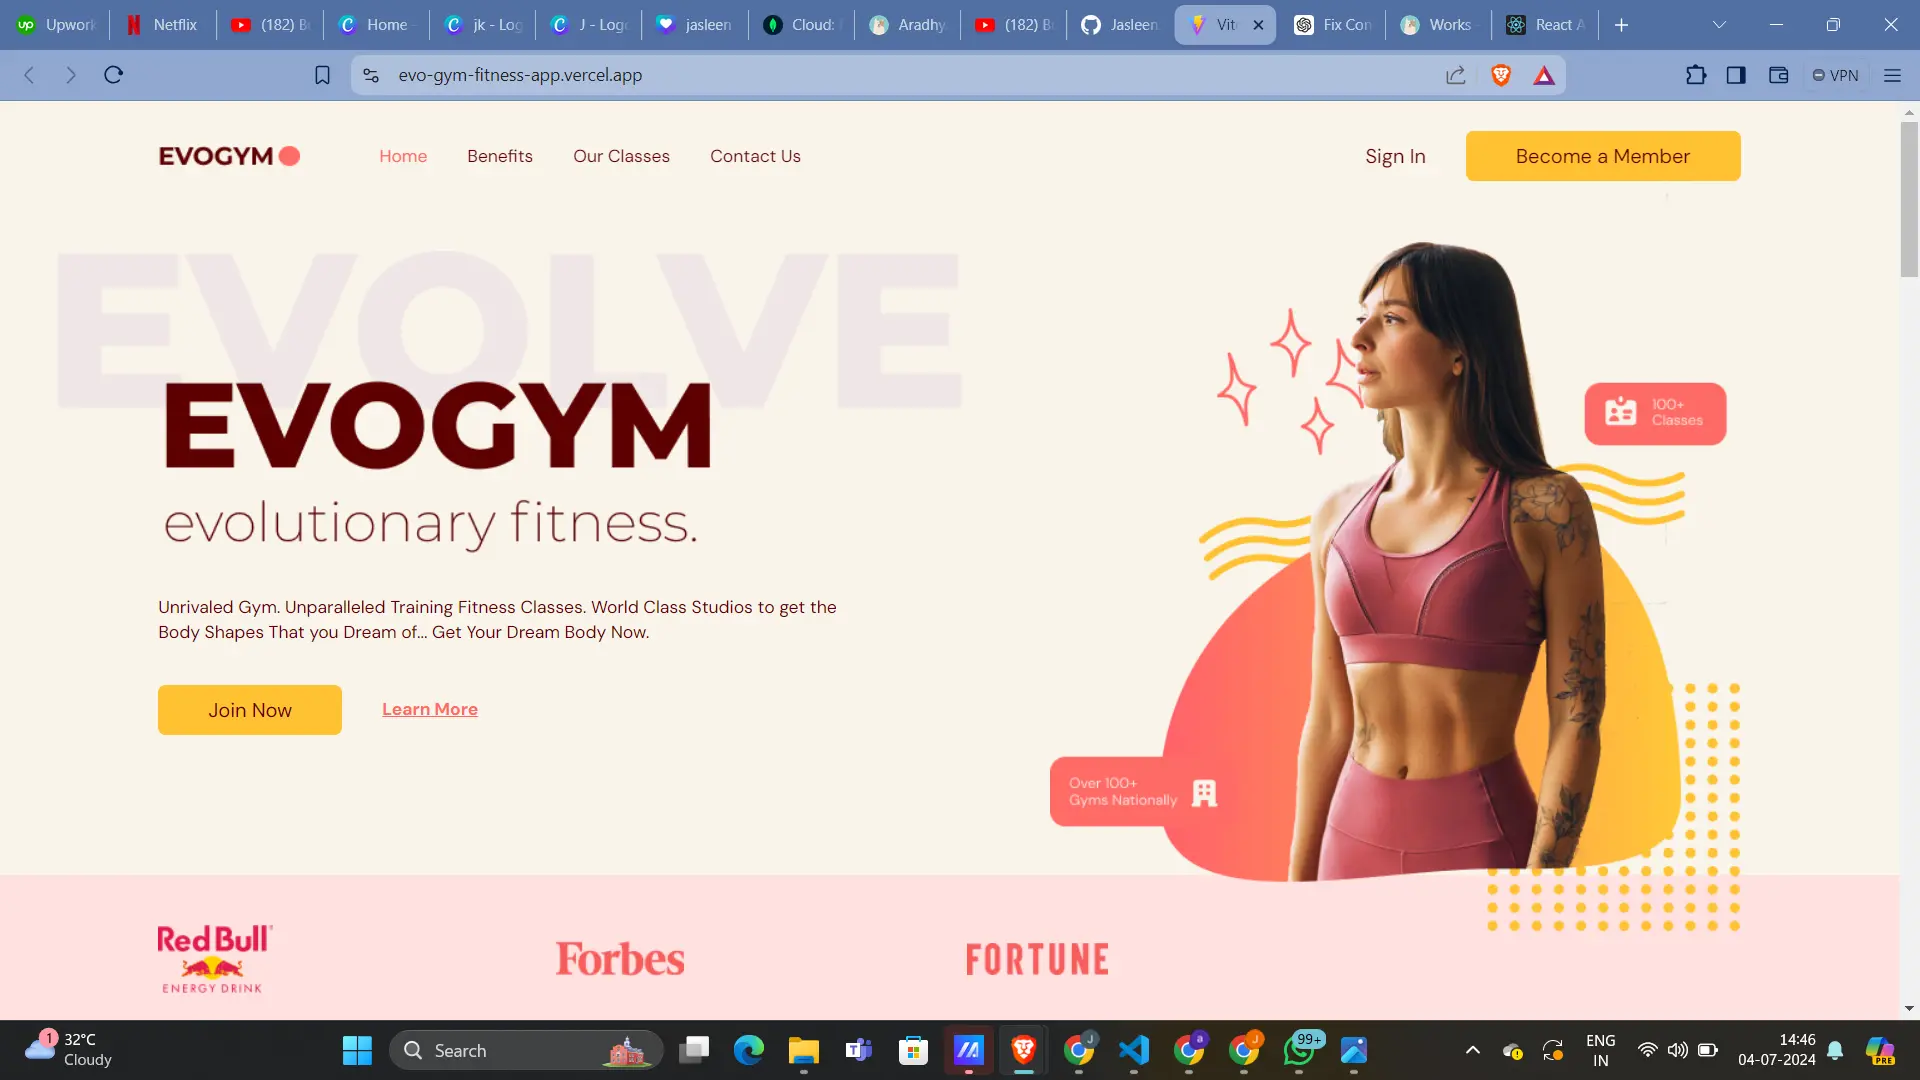 Upwork
Netflix
(182) B
Home
jk - Log
J - Logo
jasleen
Cloud:
Aradhy
(182) B
Jasleen
Vit
Fix Con
Works
React A
evo-gym-fitness-app.vercel.app
VPN
EVOGYM
Home
Benefits
Our Classes
Contact Us
Sign In
Become a Member
EVOLVE
EVOGYM
evolutionary fitness.
100+
Classes
Unrivaled Gym. Unparalleled Training Fitness Classes. World Class Studios to get the
Body Shapes That you Dream of... Get Your Dream Body Now.
Join Now
Learn More
Over 100+
Gyms Nationally
Red Bull
ENERGY DRINK
Forbes
FORTUNE
1
32°C
Cloudy
Search
J
a
J
99+
ENG
IN
14:46
04-07-2024
PRE